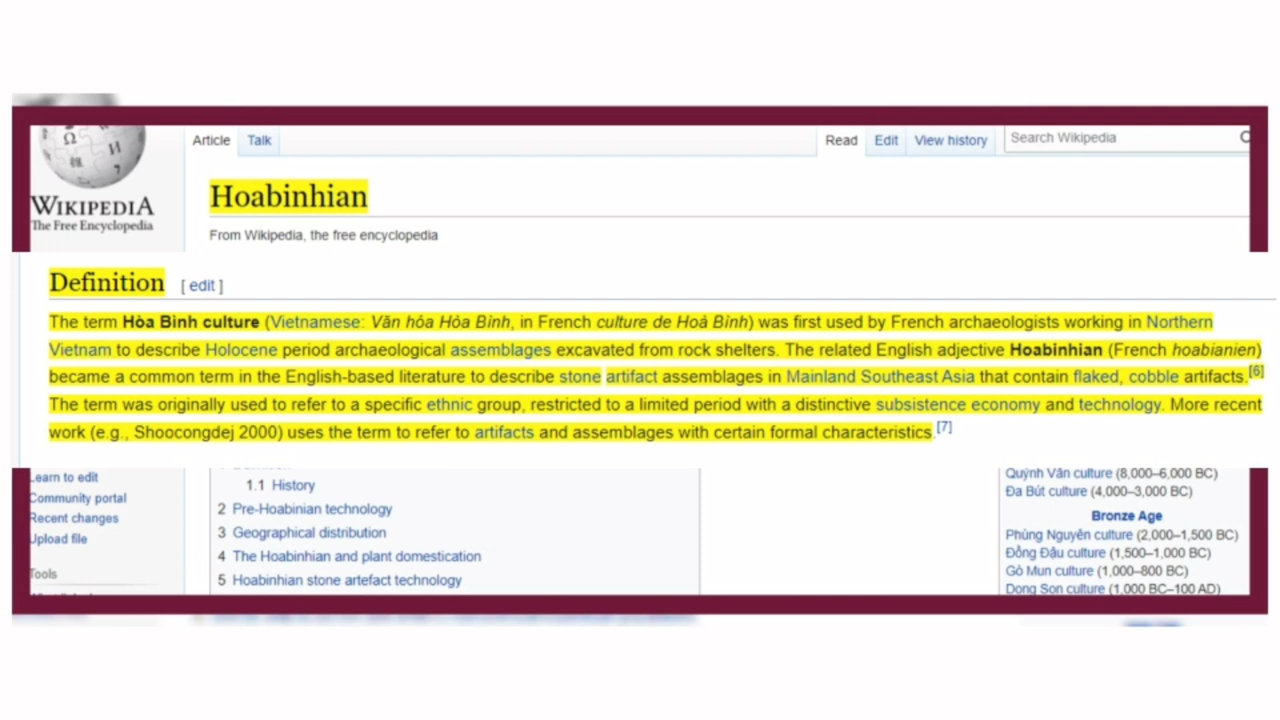 Article Talk Read Edit View history Search Wikipedia
WIKIPEDIA
The Free Encyclopedia
Hoabinhian
From Wikipedia, the free encyclopedia
Definition [ edit ]
The term Hòa Bình culture (Vietnamese: Văn hóa Hòa Bình, in French culture de Hoà Bình) was first used by French archaeologists working in Northern
Vietnam to describe Holocene period archaeological assemblages excavated from rock shelters. The related English adjective Hoabinhian (French hoabianien)
became a common term in the English-based literature to describe stone artifact assemblages in Mainland Southeast Asia that contain flaked, cobble artifacts.[6]
The term was originally used to refer to a specific ethnic group, restricted to a limited period with a distinctive subsistence economy and technology. More recent
work (e.g., Shoocongdej 2000) uses the term to refer to artifacts and assemblages with certain formal characteristics.[7]
Learn to edit
Community portal
Recent changes
Upload file
Tools
1.1 History
2 Pre-Hoabinian technology
3 Geographical distribution
4 The Hoabinhian and plant domestication
5 Hoabinhian stone artefact technology
Quỳnh Văn culture (8,000–6,000 BC)
Đa Bút culture (4,000–3,000 BC)
Bronze Age
Phùng Nguyên culture (2,000–1,500 BC)
Đồng Đậu culture (1,500–1,000 BC)
Gò Mun culture (1,000–800 BC)
Dong Son culture (1,000 BC–100 AD)